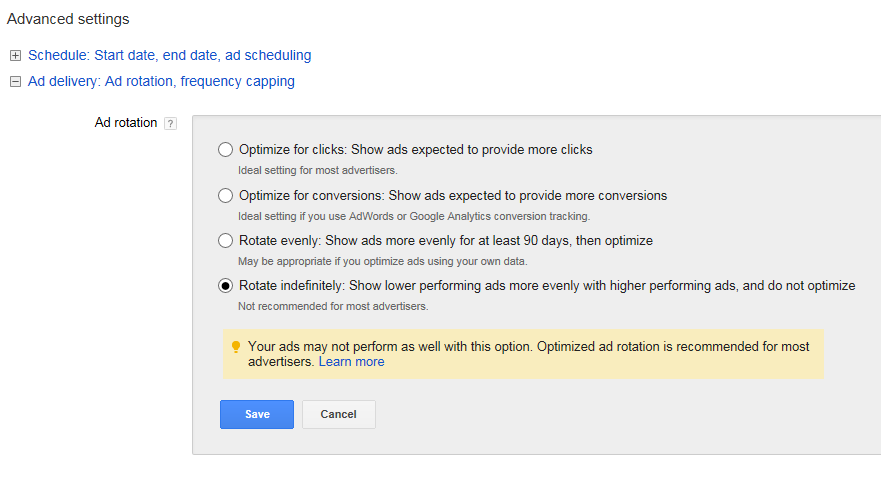 Advanced settings
Schedule: Start date, end date, ad scheduling
Ad delivery: Ad rotation, frequency capping
Ad rotation ?
Optimize for clicks: Show ads expected to provide more clicks
Ideal setting for most advertisers.
Optimize for conversions: Show ads expected to provide more conversions
Ideal setting if you use AdWords or Google Analytics conversion tracking.
Rotate evenly: Show ads more evenly for at least 90 days, then optimize
May be appropriate if you optimize ads using your own data.
Rotate indefinitely: Show lower performing ads more evenly with higher performing ads, and do not optimize
Not recommended for most advertisers.
Your ads may not perform as well with this option. Optimized ad rotation is recommended for most
advertisers. Learn more
Save Cancel